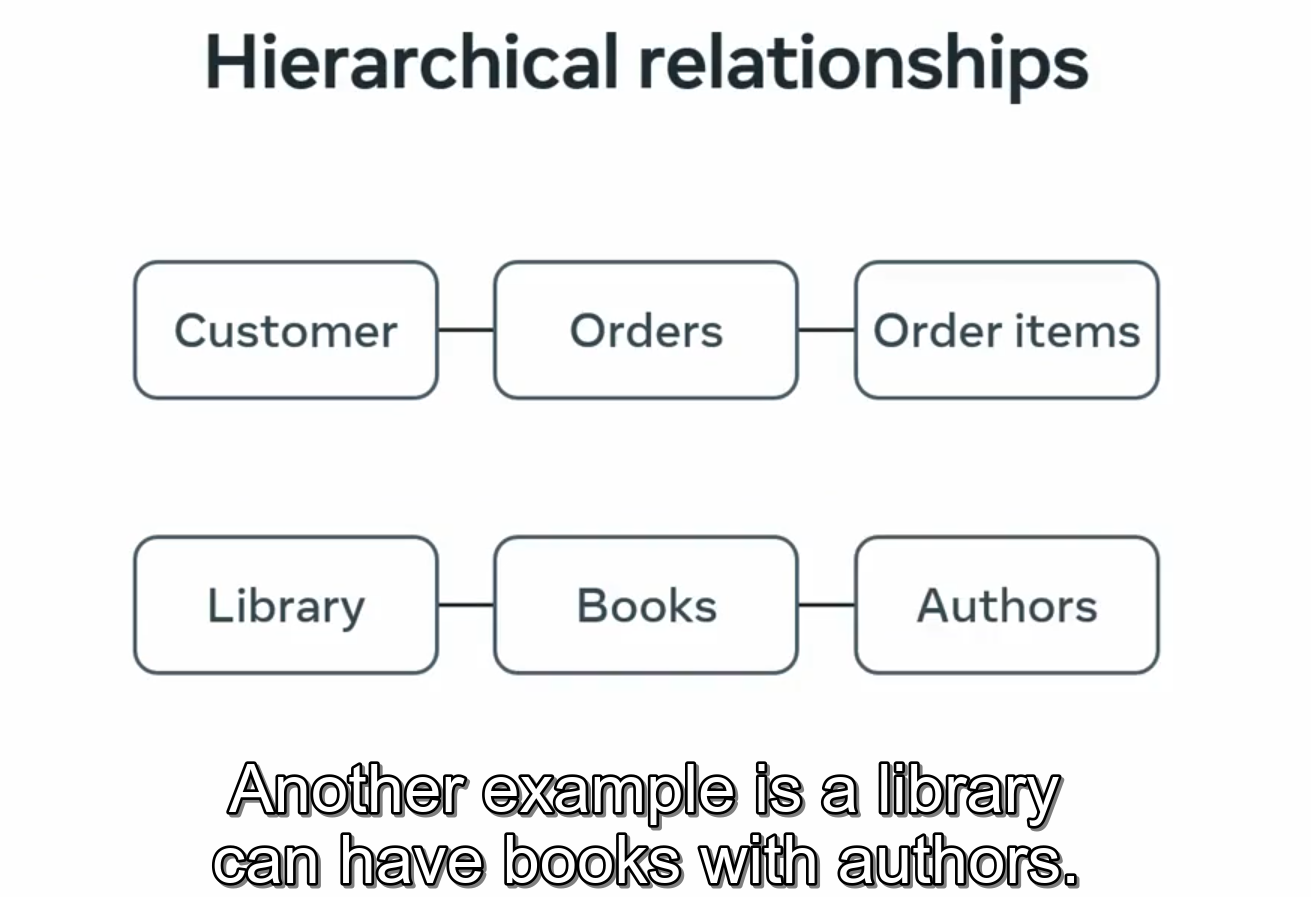 Hierarchical relationships
Customer
Orders
Order items
Library
Books
Authors
Another example is a library
can have books with authors.